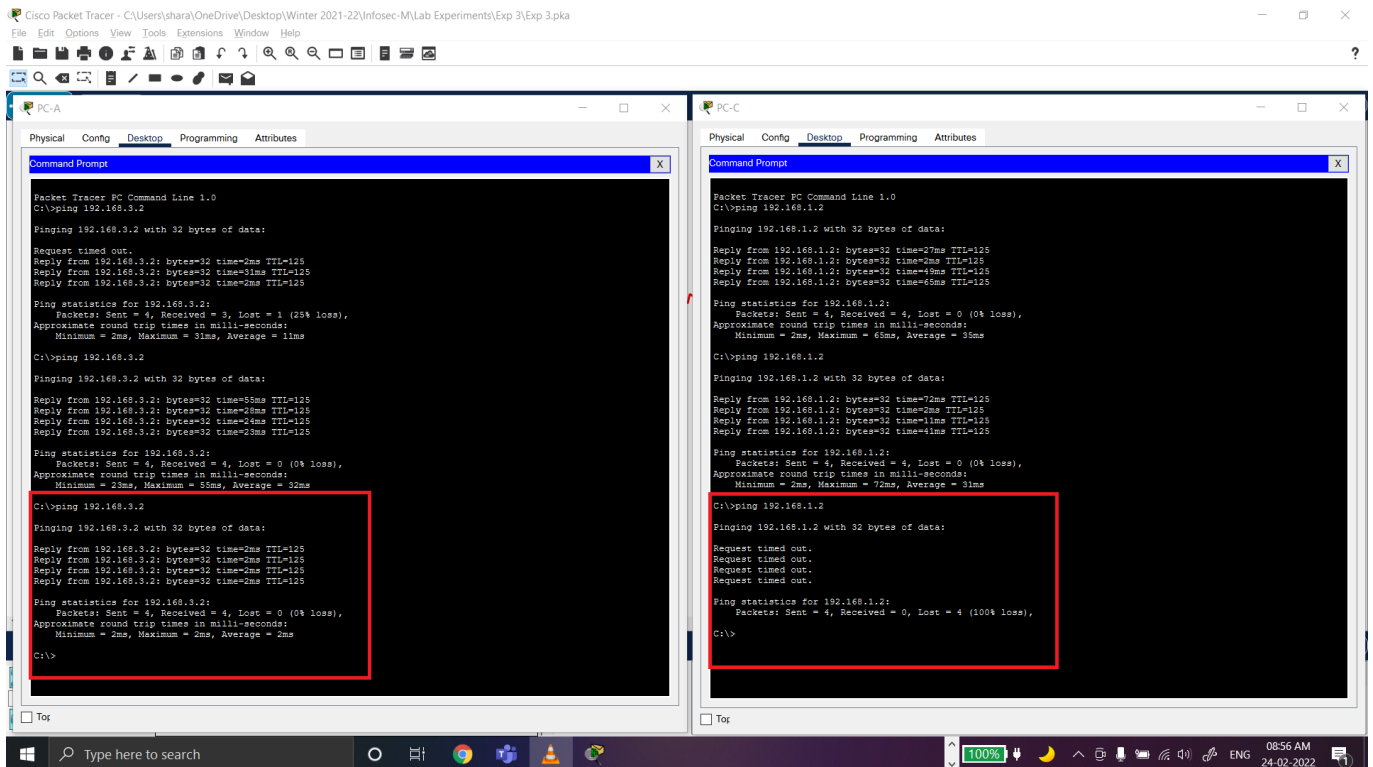 Cisco Packet Tracer - C:\Users\shara\OneDrive\Desktop\Winter 2021-22\Infosec-M\Lab Experiments\Exp 3\Exp 3.pka
File Edit Options View Tools Extensions Window Help
?
PC-A
Physical Config Desktop Programming Attributes
Command Prompt
X
Packet Tracer PC Command Line 1.0
C:\>ping 192.168.3.2
Pinging 192.168.3.2 with 32 bytes of data:
Request timed out.
Reply from 192.168.3.2: bytes=32 time=2ms TTL=125
Reply from 192.168.3.2: bytes=32 time=31ms TTL=125
Reply from 192.168.3.2: bytes=32 time=2ms TTL=125
Ping statistics for 192.168.3.2:
Packets: Sent = 4, Received = 3, Lost = 1 (25% loss),
Approximate round trip times in milli-seconds:
Minimum = 2ms, Maximum = 31ms, Average = 11ms
C:\>ping 192.168.3.2
Pinging 192.168.3.2 with 32 bytes of data:
Reply from 192.168.3.2: bytes=32 time=55ms TTL=125
Reply from 192.168.3.2: bytes=32 time=28ms TTL=125
Reply from 192.168.3.2: bytes=32 time=24ms TTL=125
Reply from 192.168.3.2: bytes=32 time=23ms TTL=125
Ping statistics for 192.168.3.2:
Packets: Sent = 4, Received = 4, Lost = 0 (0% loss),
Approximate round trip times in milli-seconds:
Minimum = 23ms, Maximum = 55ms, Average = 32ms
C:\>ping 192.168.3.2
Pinging 192.168.3.2 with 32 bytes of data:
Reply from 192.168.3.2: bytes=32 time=2ms TTL=125
Reply from 192.168.3.2: bytes=32 time=2ms TTL=125
Reply from 192.168.3.2: bytes=32 time=2ms TTL=125
Reply from 192.168.3.2: bytes=32 time=2ms TTL=125
Ping statistics for 192.168.3.2:
Packets: Sent = 4, Received = 4, Lost = 0 (0% loss),
Approximate round trip times in milli-seconds:
Minimum = 2ms, Maximum = 2ms, Average = 2ms
C:\>
Top
PC-C
Physical Config Desktop Programming Attributes
Command Prompt
X
Packet Tracer PC Command Line 1.0
C:\>ping 192.168.1.2
Pinging 192.168.1.2 with 32 bytes of data:
Reply from 192.168.1.2: bytes=32 time=27ms TTL=125
Reply from 192.168.1.2: bytes=32 time=2ms TTL=125
Reply from 192.168.1.2: bytes=32 time=49ms TTL=125
Reply from 192.168.1.2: bytes=32 time=65ms TTL=125
Ping statistics for 192.168.1.2:
Packets: Sent = 4, Received = 4, Lost = 0 (0% loss),
Approximate round trip times in milli-seconds:
Minimum = 2ms, Maximum = 65ms, Average = 35ms
C:\>ping 192.168.1.2
Pinging 192.168.1.2 with 32 bytes of data:
Reply from 192.168.1.2: bytes=32 time=72ms TTL=125
Reply from 192.168.1.2: bytes=32 time=2ms TTL=125
Reply from 192.168.1.2: bytes=32 time=11ms TTL=125
Reply from 192.168.1.2: bytes=32 time=41ms TTL=125
Ping statistics for 192.168.1.2:
Packets: Sent = 4, Received = 4, Lost = 0 (0% loss),
Approximate round trip times in milli-seconds:
Minimum = 2ms, Maximum = 72ms, Average = 31ms
C:\>ping 192.168.1.2
Pinging 192.168.1.2 with 32 bytes of data:
Request timed out.
Request timed out.
Request timed out.
Request timed out.
Ping statistics for 192.168.1.2:
Packets: Sent = 4, Received = 0, Lost = 4 (100% loss),
C:\>
Top
Type here to search
100%
ENG
08:56 AM
24-02-2022
1